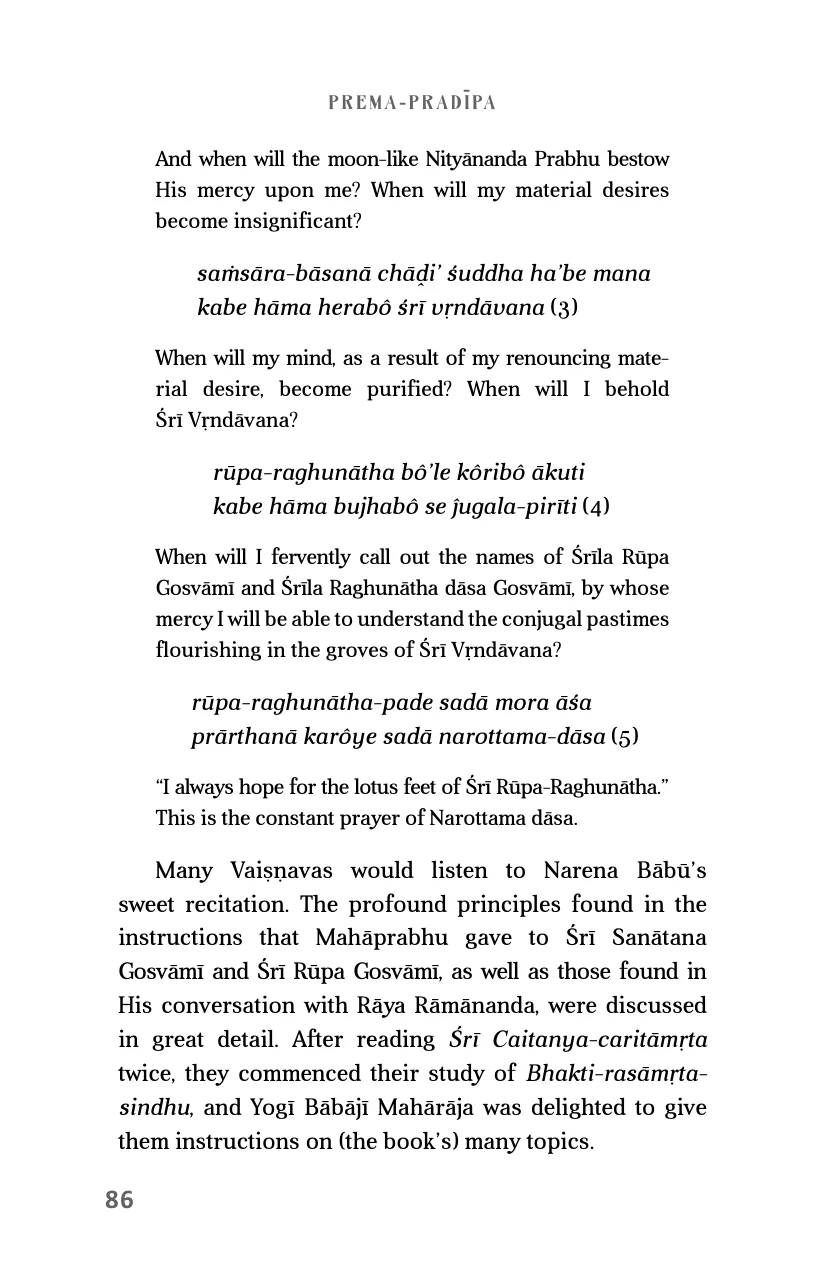 PREMA-PRADĪPA
And when will the moon-like Nityānanda Prabhu bestow
His mercy upon me? When will my material desires
become insignificant?
saṁsāra-bāsanā chāḓi’ śuddha ha’be mana
kabe hāma herabô śrī vṛndāvana (3)
When will my mind, as a result of my renouncing mate-
rial desire, become purified? When will I behold
Śrī Vṛndāvana?
rūpa-raghunātha bô’le kôribô ākuti
kabe hāma bujhabô se ĵugala-pirīti (4)
When will I fervently call out the names of Śrīla Rūpa
Gosvāmī and Śrīla Raghunātha dāsa Gosvāmī, by whose
mercy I will be able to understand the conjugal pastimes
flourishing in the groves of Śrī Vṛndāvana?
rūpa-raghunātha-pade sadā mora āśa
prārthanā karôye sadā narottama-dāsa (5)
“I always hope for the lotus feet of Śrī Rūpa-Raghunātha.”
This is the constant prayer of Narottama dāsa.
Many Vaiṣṇavas would listen to Narena Bābū’s
sweet recitation. The profound principles found in the
instructions that Mahāprabhu gave to Śrī Sanātana
Gosvāmī and Śrī Rūpa Gosvāmī, as well as those found in
His conversation with Rāya Rāmānanda, were discussed
in great detail. After reading Śrī Caitanya-caritāmṛta
twice, they commenced their study of Bhakti-rasāmṛta-
sindhu, and Yogī Bābājī Mahārāja was delighted to give
them instructions on (the book’s) many topics.
86